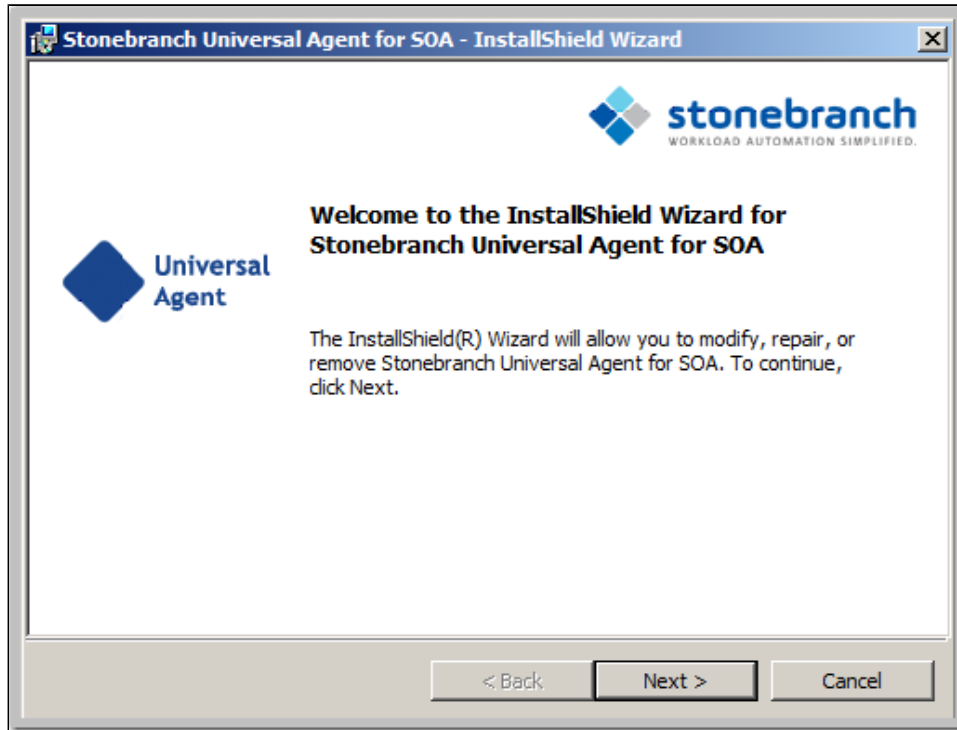 Stonebranch Universal Agent for SOA - InstallShield Wizard
stonebranch
WORKLOAD AUTOMATION SIMPLIFIED.
Welcome to the InstallShield Wizard for
Stonebranch Universal Agent for SOA
Universal
Agent
The InstallShield(R) Wizard will allow you to modify, repair, or
remove Stonebranch Universal Agent for SOA. To continue,
click Next.
< Back
Next >
Cancel